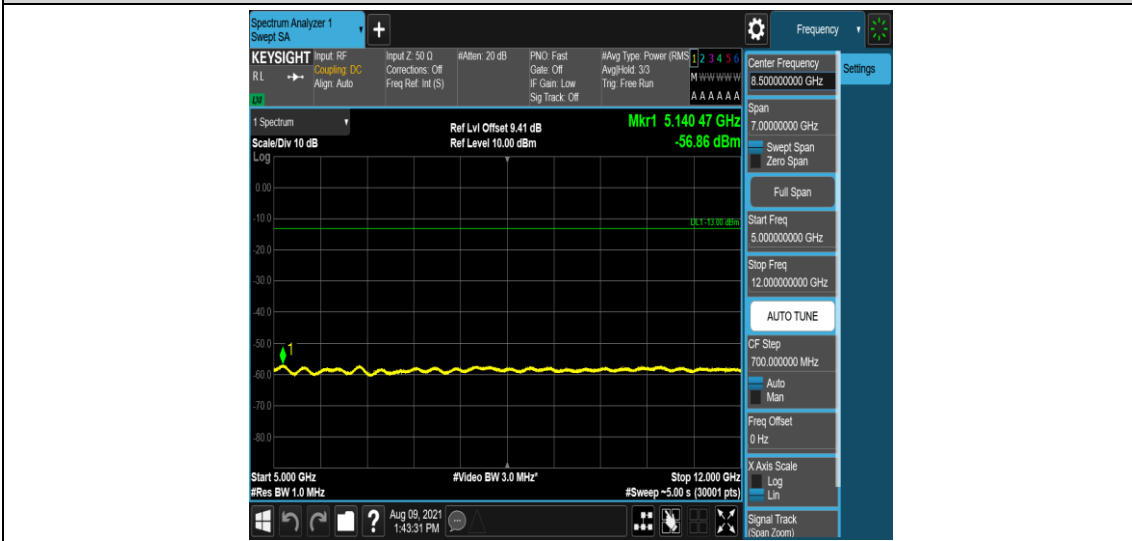 Spectrum Analyzer 1
Swept SA
+
Frequency
KEYSIGHT
RL
LXI
Input: RF
Coupling: DC
Align: Auto
Input Z: 50 Ω
Corrections: Off
Freq Ref: Int (S)
#Atten: 20 dB
PNO: Fast
Gate: Off
IF Gain: Low
Sig Track: Off
#Avg Type: Power (RMS
Avg|Hold: 3/3
Trig: Free Run
1 2 3 4 5 6
M W W W W W
A A A A A A
1 Spectrum
Scale/Div 10 dB
Log
Ref Lvl Offset 9.41 dB
Ref Level 10.00 dBm
Mkr1 5.140 47 GHz
-56.86 dBm
0.00
-10.0
DL1 -13.00 dBm
-20.0
-30.0
-40.0
-50.0
1
-60.0
-70.0
-80.0
Start 5.000 GHz
#Res BW 1.0 MHz
#Video BW 3.0 MHz*
Stop 12.000 GHz
#Sweep ~5.00 s (30001 pts)
?
Aug 09, 2021
1:43:31 PM
Center Frequency
8.500000000 GHz
Settings
Span
7.00000000 GHz
Swept Span
Zero Span
Full Span
Start Freq
5.000000000 GHz
Stop Freq
12.000000000 GHz
AUTO TUNE
CF Step
700.000000 MHz
Auto
Man
Freq Offset
0 Hz
X Axis Scale
Log
Lin
Signal Track
(Span Zoom)